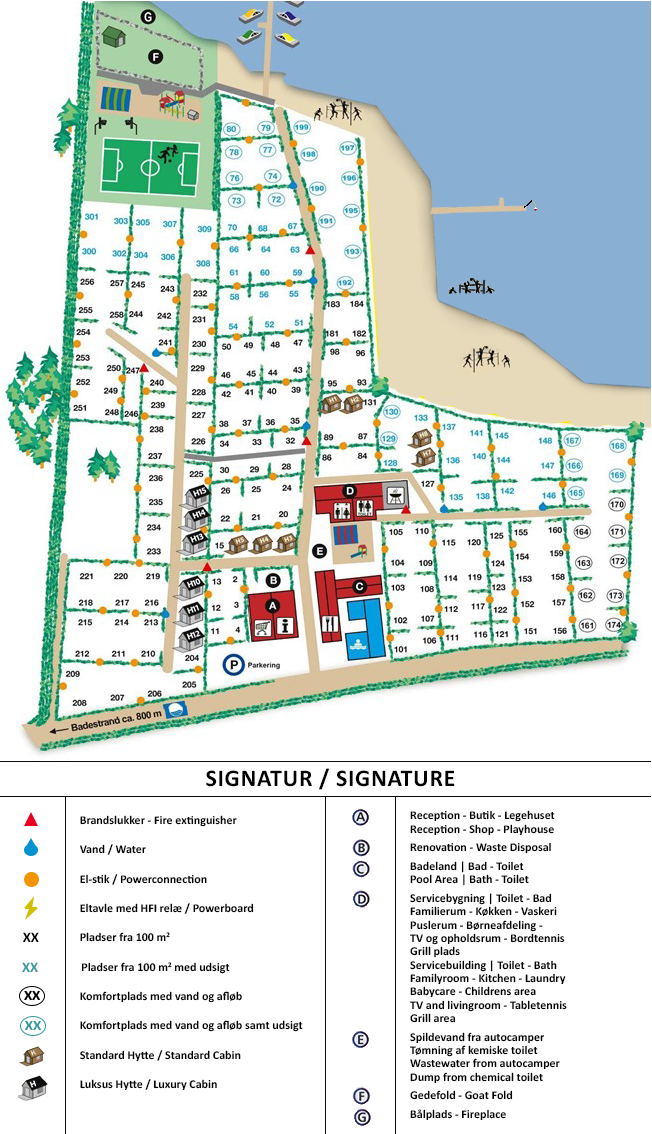 G
F
80 79 199
78 77 198 197
76 74 190 196
73 72 191 195
301 303 305 307 309 70 68 67
300 302 304 306 308 66 64 63 193
256 257 245 243 232 61 60 59 192
58 56 55 183 184
255 244 242 231 54 52 51 181 182
254 241 230 50 49 48 47 98 96
253 250 247 240 229 46 45 44 43
252 249 239 228 42 41 40 39 95 93
251 248 246 227 H1 H2 131 130 133 137 141 145 148 167 168
238 226 38 37 36 35 89 87 129 H8
34 33 32 86 84 128 H7 136 140 144 147 166 169
237 225 30 29 28 127
236 H15 26 25 24 D 135 138 142 146 165 170
235 H14 22 21 20
234 H13 15 H5 H4 H3 E 105 110 115 120 125 155 160 164 171
233 104 109 124 154 159 163 172
221 220 219 H10 13 2 B 103 108 114 119 123 153 158
218 217 216 H11 12 3 A C 112 117 122 152 157 162 173
215 214 213 H12 11 4 102 107
212 211 210 204 101 106 111 116 121 151 156 161 174
P Parkering
209 205
208 207 206
Badestrand ca. 800 m
SIGNATUR / SIGNATURE
Brandslukker - Fire extinguisher
Vand / Water
El-stik / Powerconnection
Eltavle med HFI relæ / Powerboard
XX Pladser fra 100 m²
XX Pladser fra 100 m² med udsigt
XX Komfortplads med vand og afløb
XX Komfortplads med vand og afløb samt udsigt
H Standard Hytte / Standard Cabin
H Luksus Hytte / Luxury Cabin
A Reception - Butik - Legehuset
Reception - Shop - Playhouse
B Renovation - Waste Disposal
C Badeland | Bad - Toilet
Pool Area | Bath - Toilet
D Servicebygning | Toilet - Bad
Familierum - Køkken - Vaskeri
Puslerum - Børneafdeling -
TV og opholdsrum - Bordtennis
Grill plads
Servicebuilding | Toilet - Bath
Familyroom - Kitchen - Laundry
Babycare - Childrens area
TV and livingroom - Tabletennis
Grill area
E Spildevand fra autocamper
Tømning af kemiske toilet
Wastewater from autocamper
Dump from chemical toilet
F Gedefold - Goat Fold
G Bålplads - Fireplace